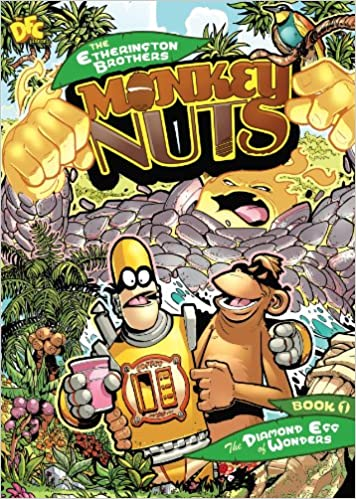 DFC
THE
ETHERINGTON
BROTHERS
MONKEY
NUTS
BOOK 1
The DIAMOND EGG
of WONDERS